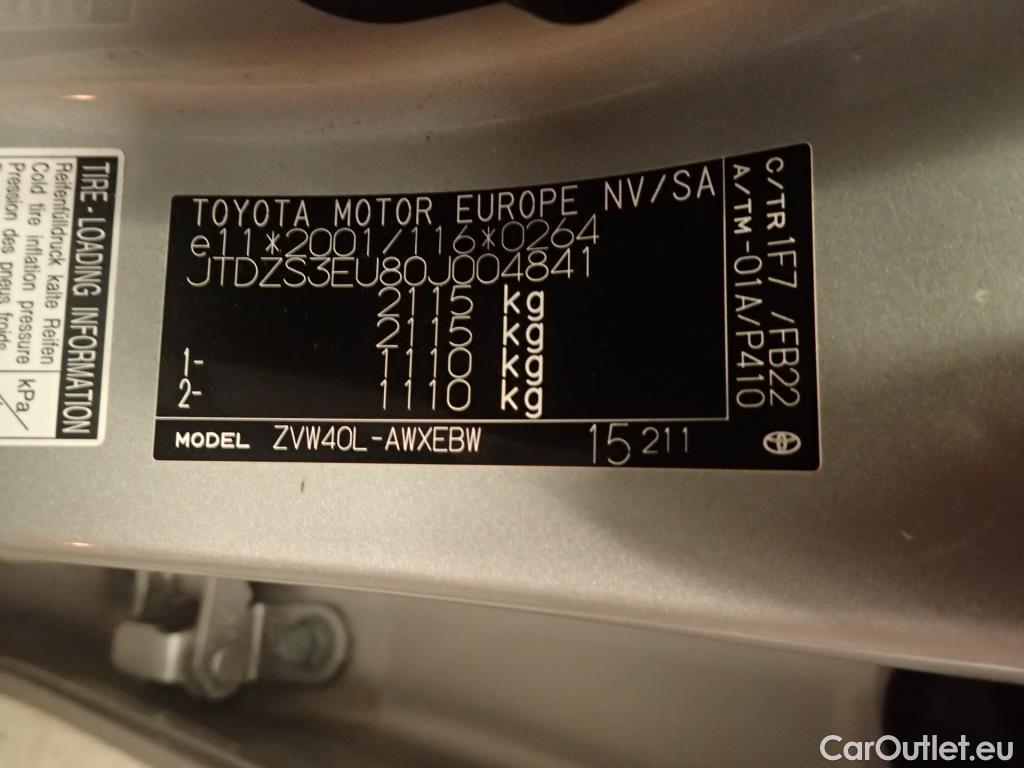 TIRE - LOADING INFORMATION
Reifenfülldruck kalte Reifen
Cold tire inflation pressure
Pression des pneus froids
kPa
TOYOTA MOTOR EUROPE NV/SA
e11*2001/116*0264
JTDZS3EU80J004841
2115 kg
2115 kg
1- 1110 kg
2- 1110 kg
C/TR 1F7 /FB22
A/TM -01A/P410
MODEL ZVW40L-AWXEBW 15 211
CarOutlet.eu